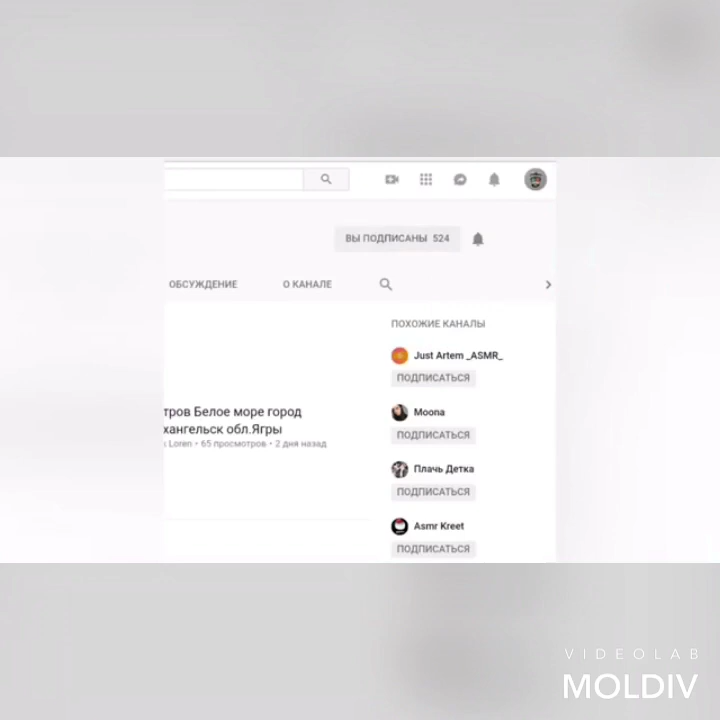 ВЫ ПОДПИСАНЫ 524
ОБСУЖДЕНИЕ О КАНАЛЕ
ПОХОЖИЕ КАНАЛЫ
Just Artem _ASMR_
ПОДПИСАТЬСЯ
Moona
ПОДПИСАТЬСЯ
тров Белое море город
хангельск обл.Ягры
Loren • 65 просмотров • 2 дня назад
Плачь Детка
ПОДПИСАТЬСЯ
Asmr Kreet
ПОДПИСАТЬСЯ
VIDEOLAB
MOLDIV